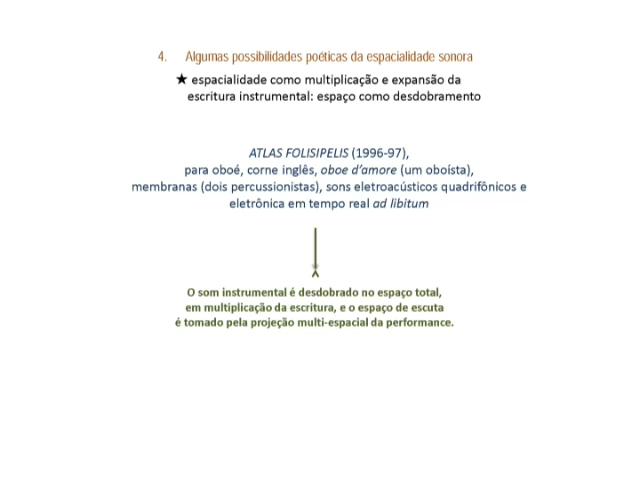 4. Algumas possibilidades poéticas da espacialidade sonora
★ espacialidade como multiplicação e expansão da
escritura instrumental: espaço como desdobramento
ATLAS FOLISIPELIS (1996-97),
para oboé, corne inglês, oboe d’amore (um oboísta),
membranas (dois percussionistas), sons eletroacústicos quadrifônicos e
eletrônica em tempo real ad libitum
O som instrumental é desdobrado no espaço total,
em multiplicação da escritura, e o espaço de escuta
é tomado pela projeção multi-espacial da performance.